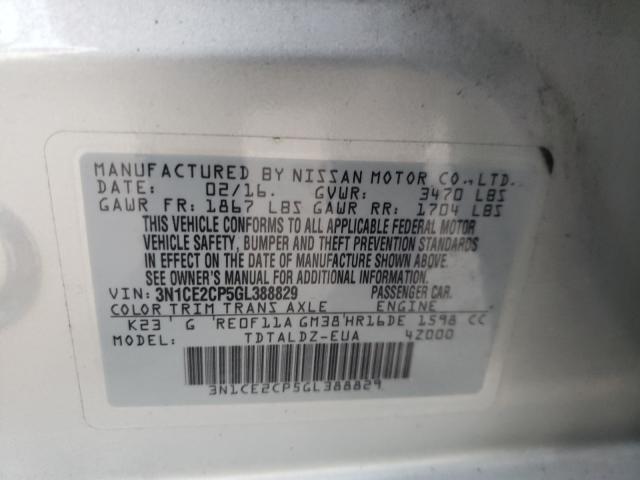 MANUFACTURED BY NISSAN MOTOR CO.,LTD.
DATE: 02/16. GVWR: 3470 LBS
GAWR FR: 1867 LBS GAWR RR: 1704 LBS
THIS VEHICLE CONFORMS TO ALL APPLICABLE FEDERAL MOTOR
VEHICLE SAFETY, BUMPER AND THEFT PREVENTION STANDARDS
IN EFFECT ON THE DATE OF MANUFACTURE SHOWN ABOVE.
SEE OWNER'S MANUAL FOR ADDITIONAL INFORMATION.
VIN: 3N1CE2CP5GL388829 PASSENGER CAR.
COLOR TRIM TRANS AXLE ENGINE
K23 G RE0F11A GM38 HR16DE 1598 CC
MODEL: TDTALDZ-EUA 4Z000
3N1CE2CP5GL388829